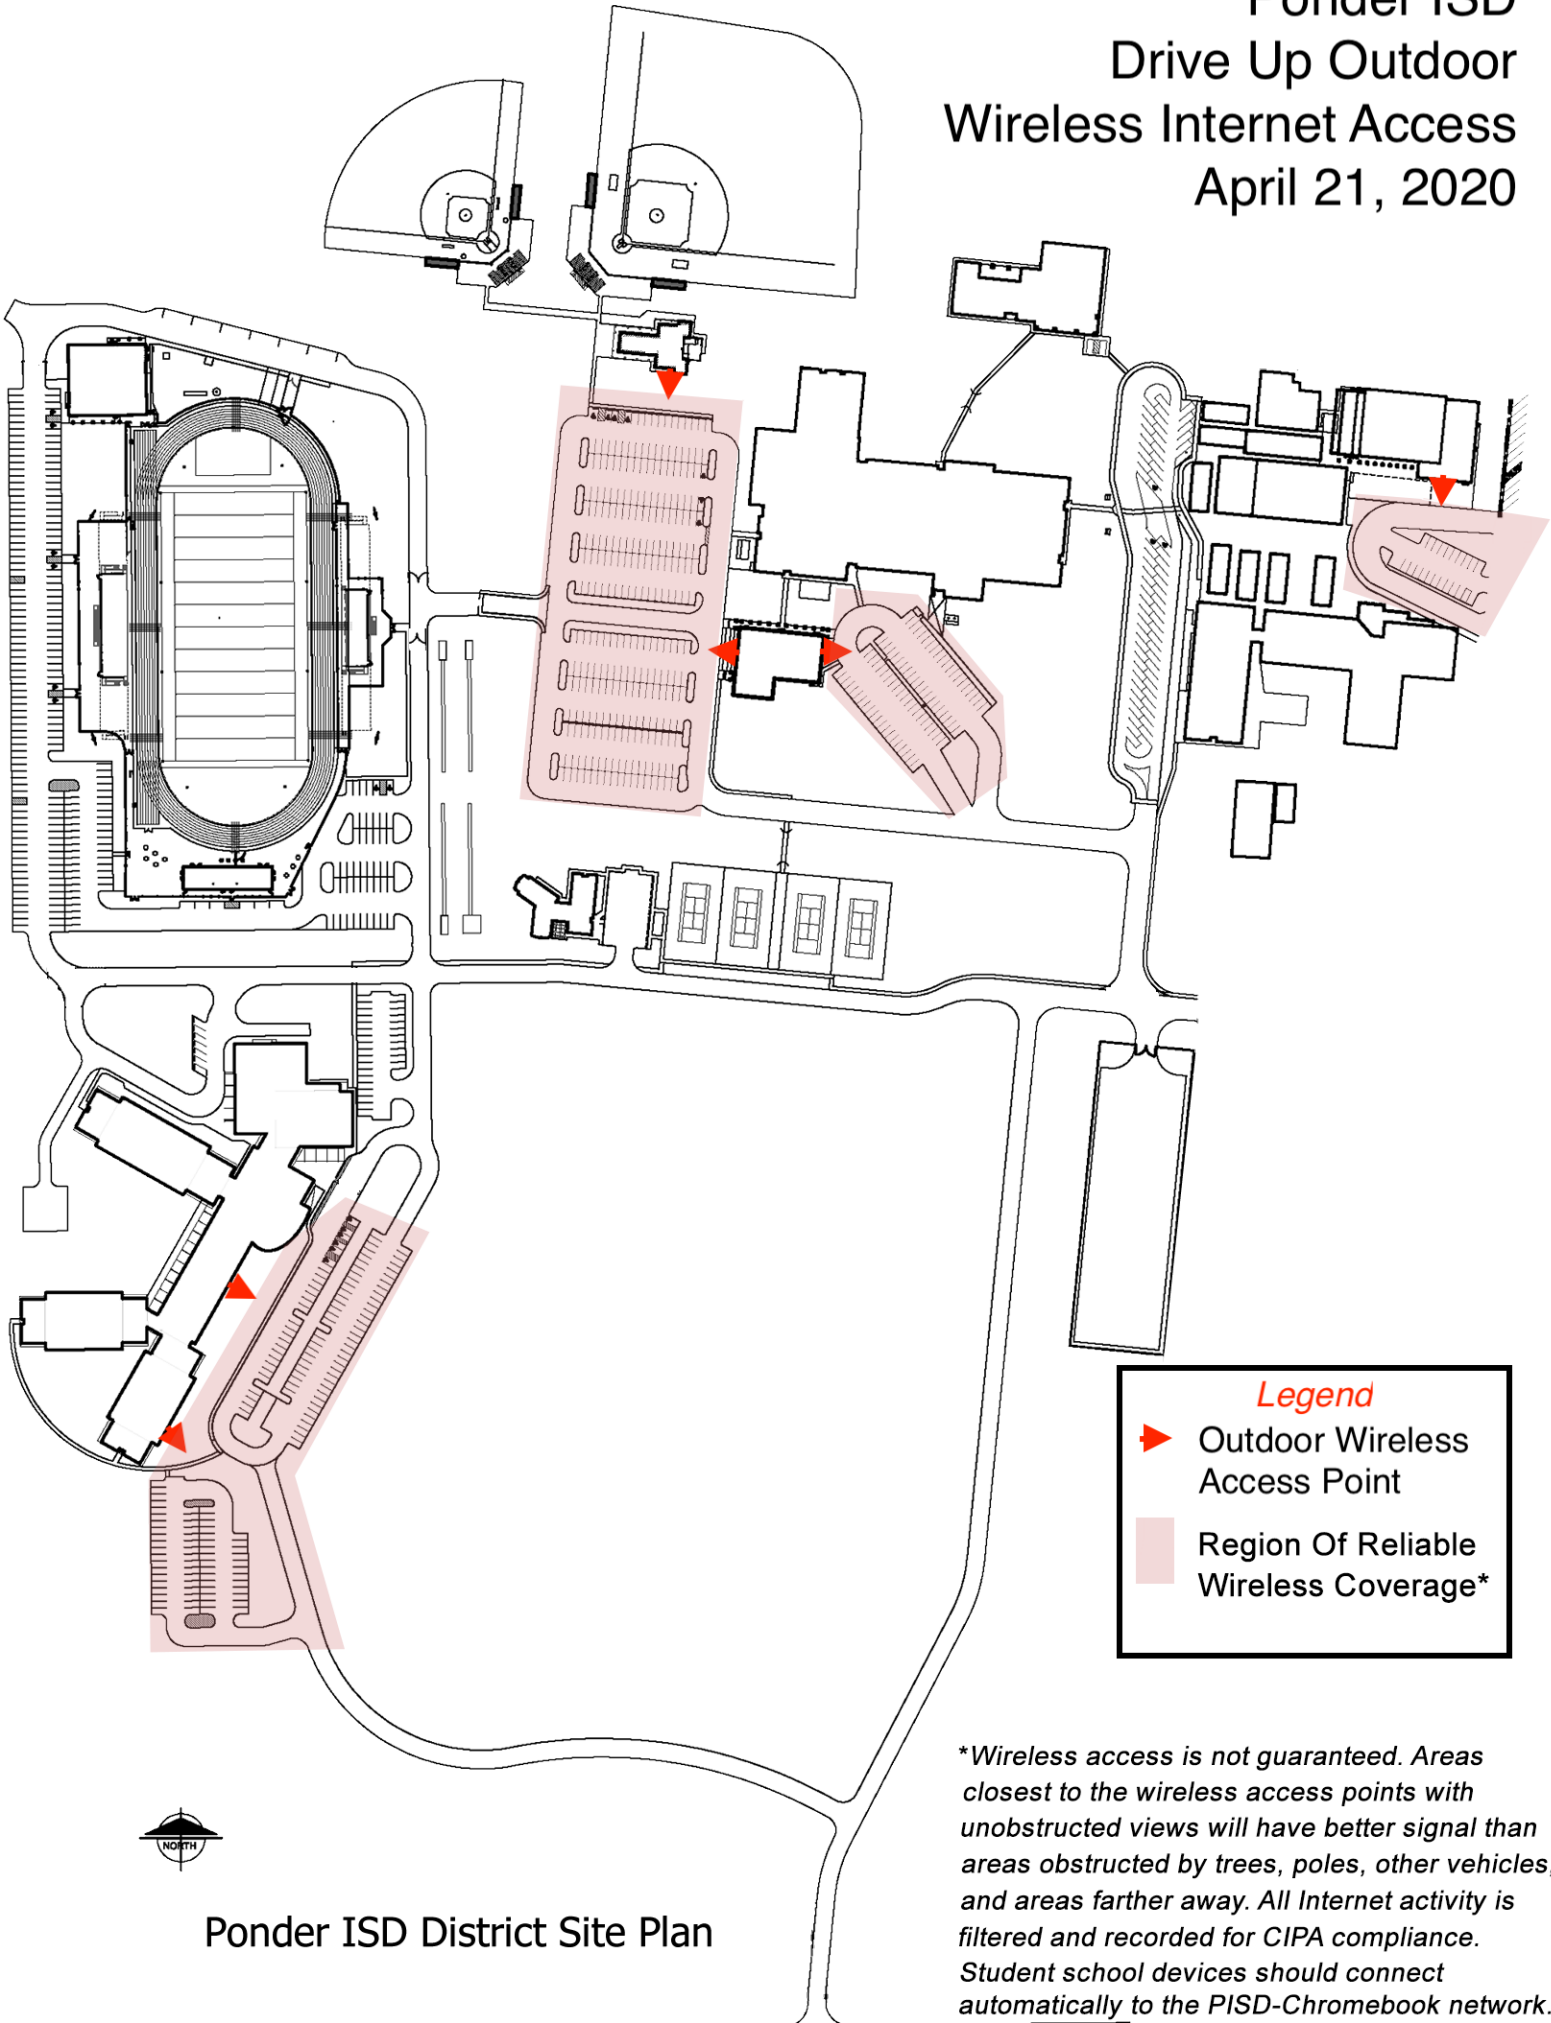 Ponder ISD
Drive Up Outdoor
Wireless Internet Access
April 21, 2020
Legend
Outdoor Wireless
Access Point
Region Of Reliable
Wireless Coverage*
*Wireless access is not guaranteed. Areas
closest to the wireless access points with
unobstructed views will have better signal than
areas obstructed by trees, poles, other vehicles,
and areas farther away. All Internet activity is
filtered and recorded for CIPA compliance.
Student school devices should connect
automatically to the PISD-Chromebook network.
NORTH
Ponder ISD District Site Plan